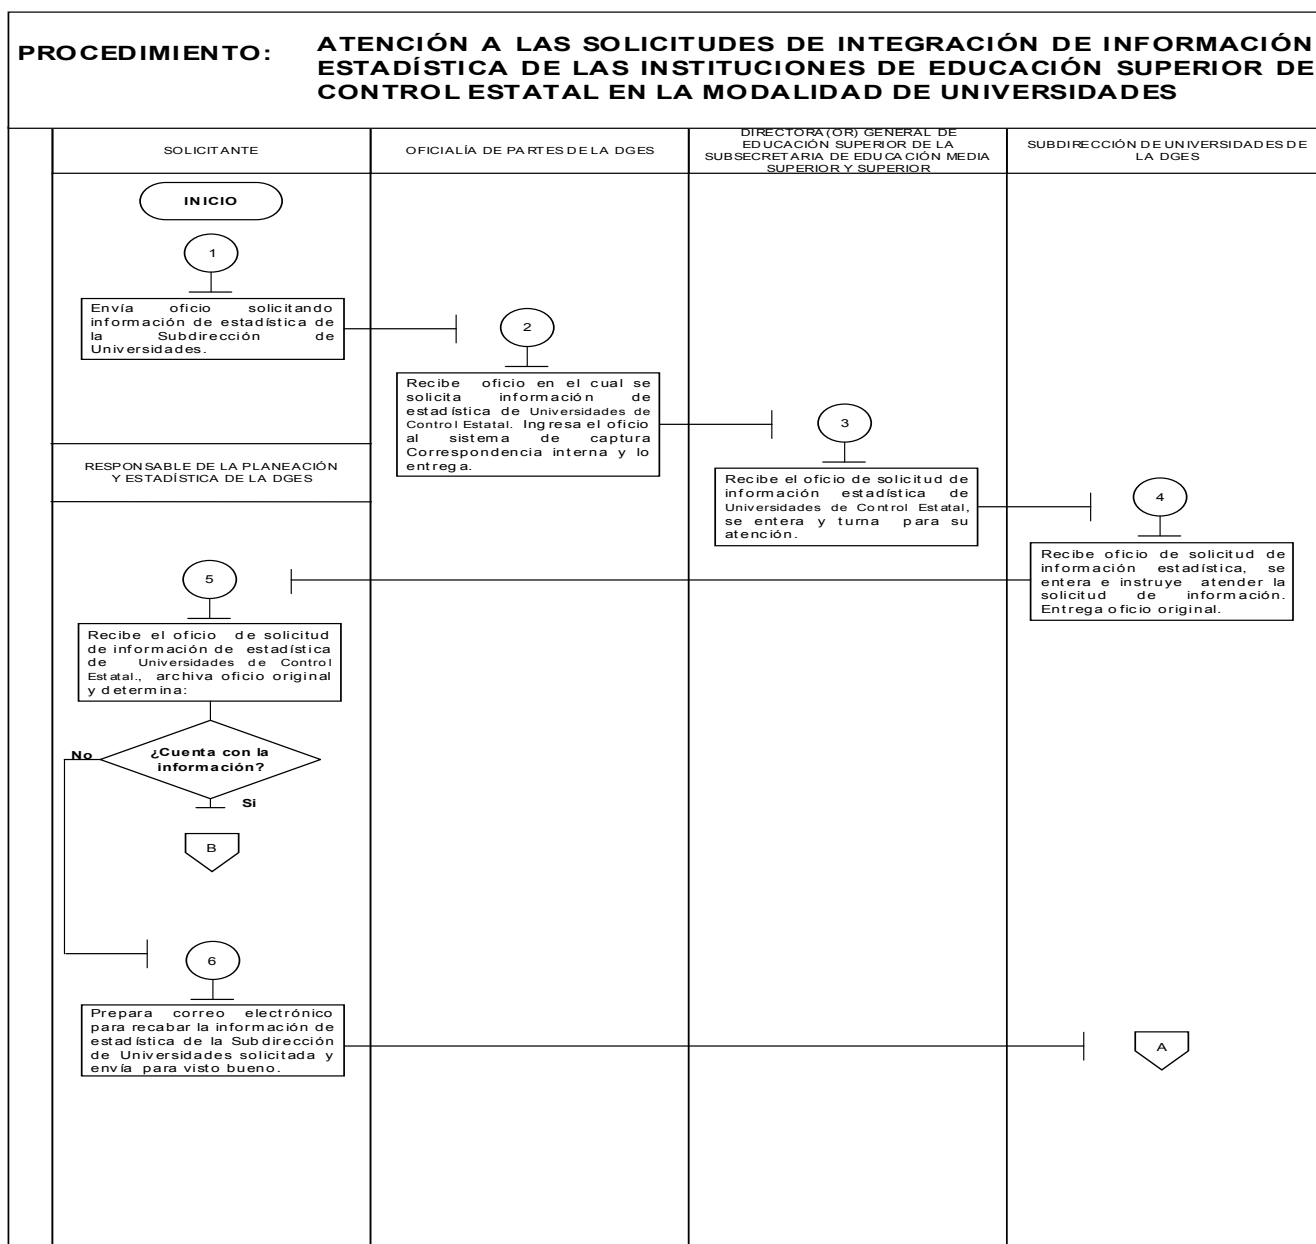 PROCEDIMIENTO:
ATENCIÓN A LAS SOLICITUDES DE INTEGRACIÓN DE INFORMACIÓN
ESTADÍSTICA DE LAS INSTITUCIONES DE EDUCACIÓN SUPERIOR DE
CONTROL ESTATAL EN LA MODALIDAD DE UNIVERSIDADES
SOLICITANTE
OFICIALÍA DE PARTES DE LA DGES
DIRECTORA(OR) GENERAL DE
EDUCACIÓN SUPERIOR DE LA
SUBSECRETARIA DE EDUCACIÓN MEDIA
SUPERIOR Y SUPERIOR
SUBDIRECCIÓN DE UNIVERSIDADES DE
LA DGES
INICIO
1
Envía oficio solicitando
información de estadística de
la Subdirección de
Universidades.
2
Recibe oficio en el cual se
solicita información de
estadística de Universidades de
Control Estatal. Ingresa el oficio
al sistema de captura
Correspondencia interna y lo
entrega.
3
Recibe el oficio de solicitud de
información estadística de
Universidades de Control Estatal,
se entera y turna para su
atención.
4
Recibe oficio de solicitud de
información estadística, se
entera e instruye atender la
solicitud de información.
Entrega oficio original.
RESPONSABLE DE LA PLANEACIÓN
Y ESTADÍSTICA DE LA DGES
5
Recibe el oficio de solicitud
de información de estadística
de Universidades de Control
Estatal., archiva oficio original
y determina:
¿Cuenta con la
información?
No
Si
B
6
Prepara correo electrónico
para recabar la información de
estadística de la Subdirección
de Universidades solicitada y
envía para visto bueno.
A